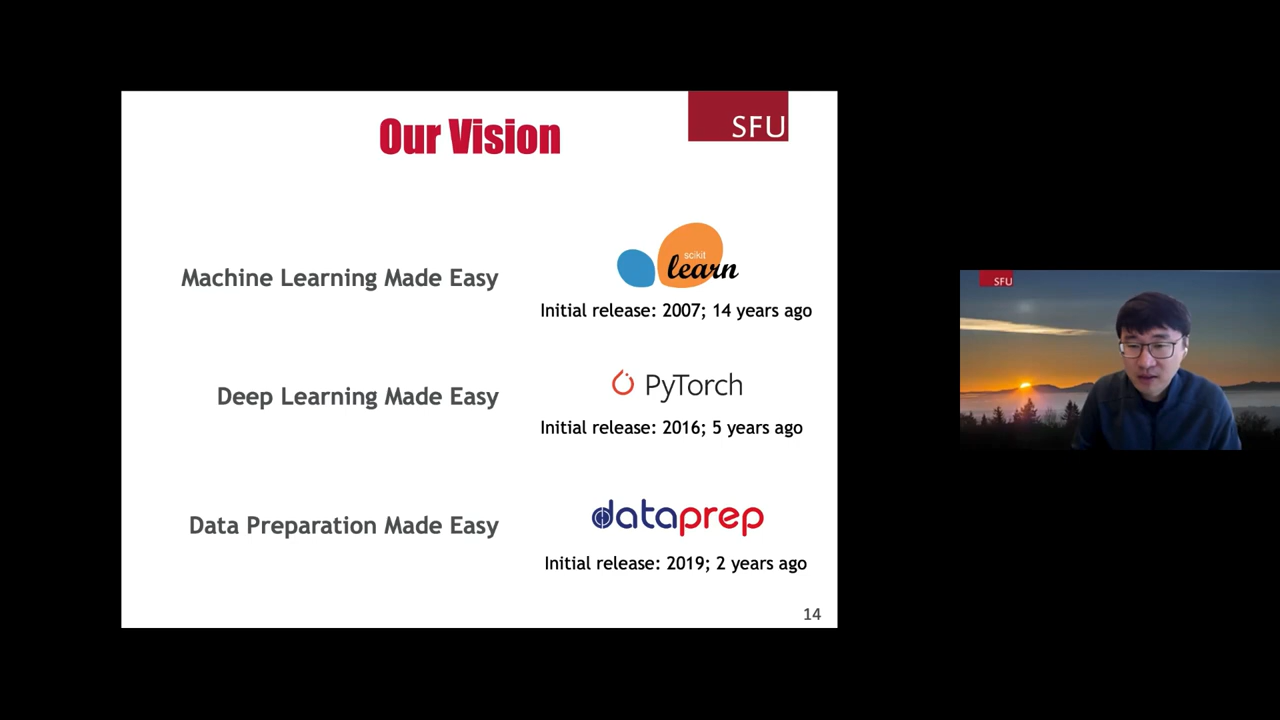 Our Vision
SFU
Machine Learning Made Easy
scikit
learn
Initial release: 2007; 14 years ago
Deep Learning Made Easy
PyTorch
Initial release: 2016; 5 years ago
Data Preparation Made Easy
dataprep
Initial release: 2019; 2 years ago
14
SFU